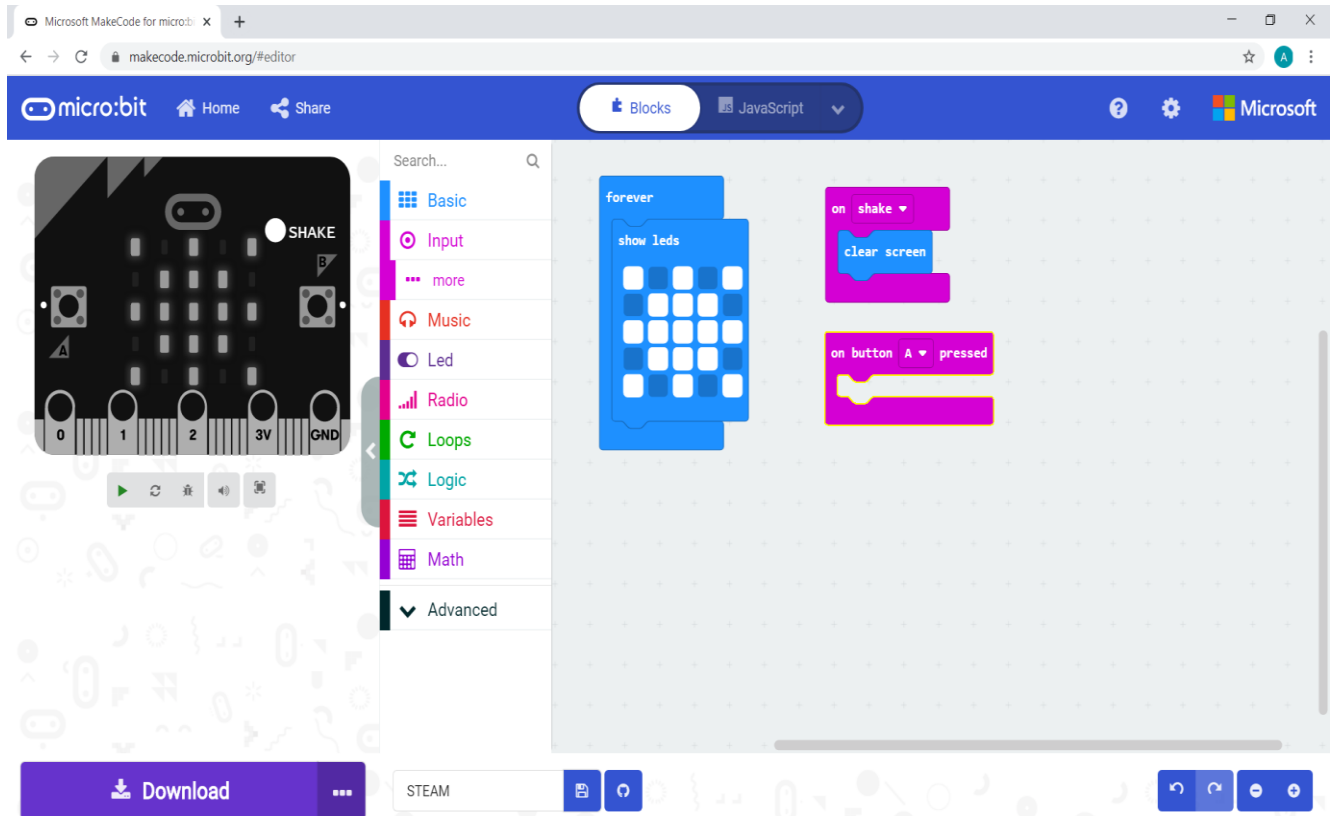 Microsoft MakeCode for micro:b
makecode.microbit.org/#editor
A
micro:bit
Home
Share
Blocks
JS JavaScript
?
Microsoft
SHAKE
B
A
0 1 2 3V GND
Search...
Basic
Input
more
Music
Led
Radio
Loops
Logic
Variables
Math
Advanced
forever
show leds
on shake
clear screen
on button A pressed
Download
STEAM